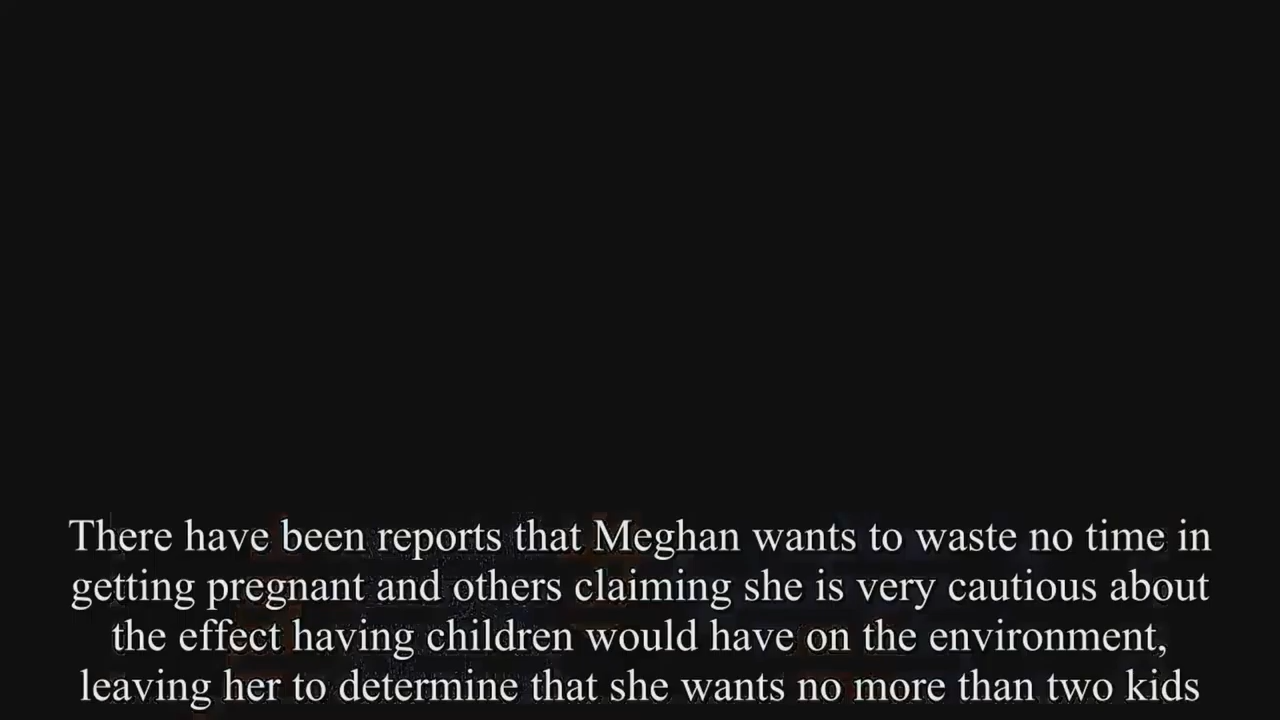 There have been reports that Meghan wants to waste no time in
getting pregnant and others claiming she is very cautious about
the effect having children would have on the environment,
leaving her to determine that she wants no more than two kids